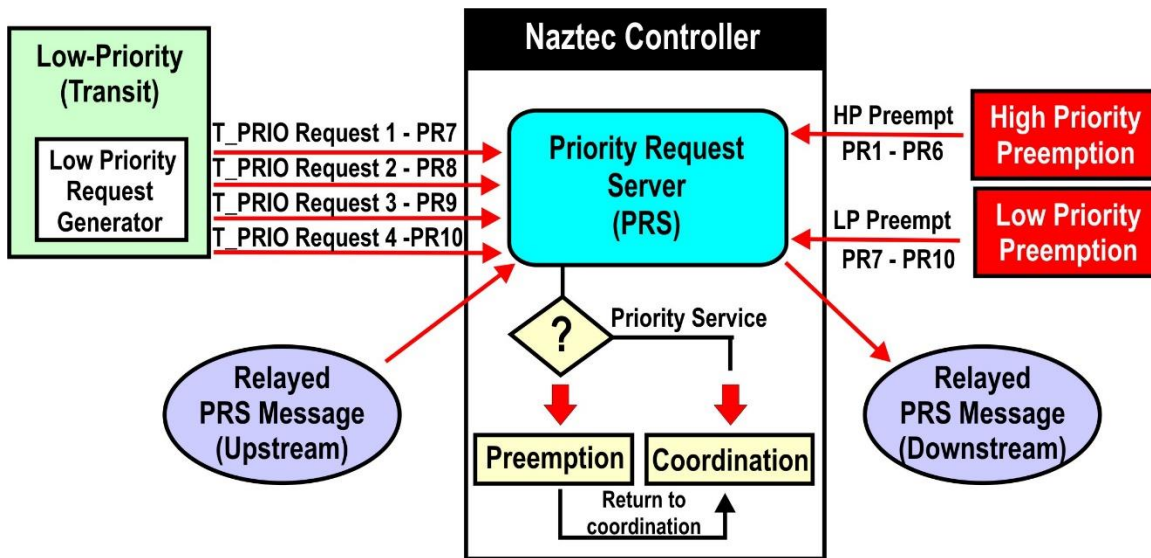 Naztec Controller
Low-Priority
(Transit)
Low Priority
Request
Generator
T_PRIO Request 1 - PR7
T_PRIO Request 2 - PR8
T_PRIO Request 3 - PR9
T_PRIO Request 4 -PR10
Priority Request
Server
(PRS)
HP Preempt
PR1 - PR6
High Priority
Preemption
LP Preempt
PR7 - PR10
Low Priority
Preemption
?
Priority Service
Relayed
PRS Message
(Upstream)
Relayed
PRS Message
(Downstream)
Preemption
Coordination
Return to
coordination